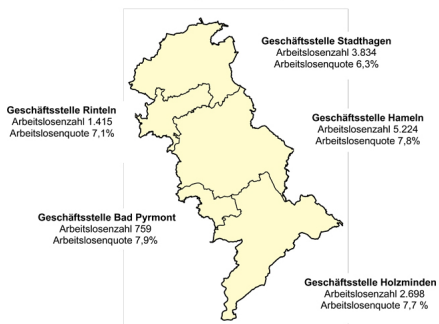 Geschäftsstelle Stadthagen
Arbeitslosenzahl 3.834
Arbeitslosenquote 6,3%
Geschäftsstelle Rinteln
Arbeitslosenzahl 1.415
Arbeitslosenquote 7,1%
Geschäftsstelle Hameln
Arbeitslosenzahl 5.224
Arbeitslosenquote 7,8%
Geschäftsstelle Bad Pyrmont
Arbeitslosenzahl 759
Arbeitslosenquote 7,9%
Geschäftsstelle Holzminden
Arbeitslosenzahl 2.698
Arbeitslosenquote 7,7 %